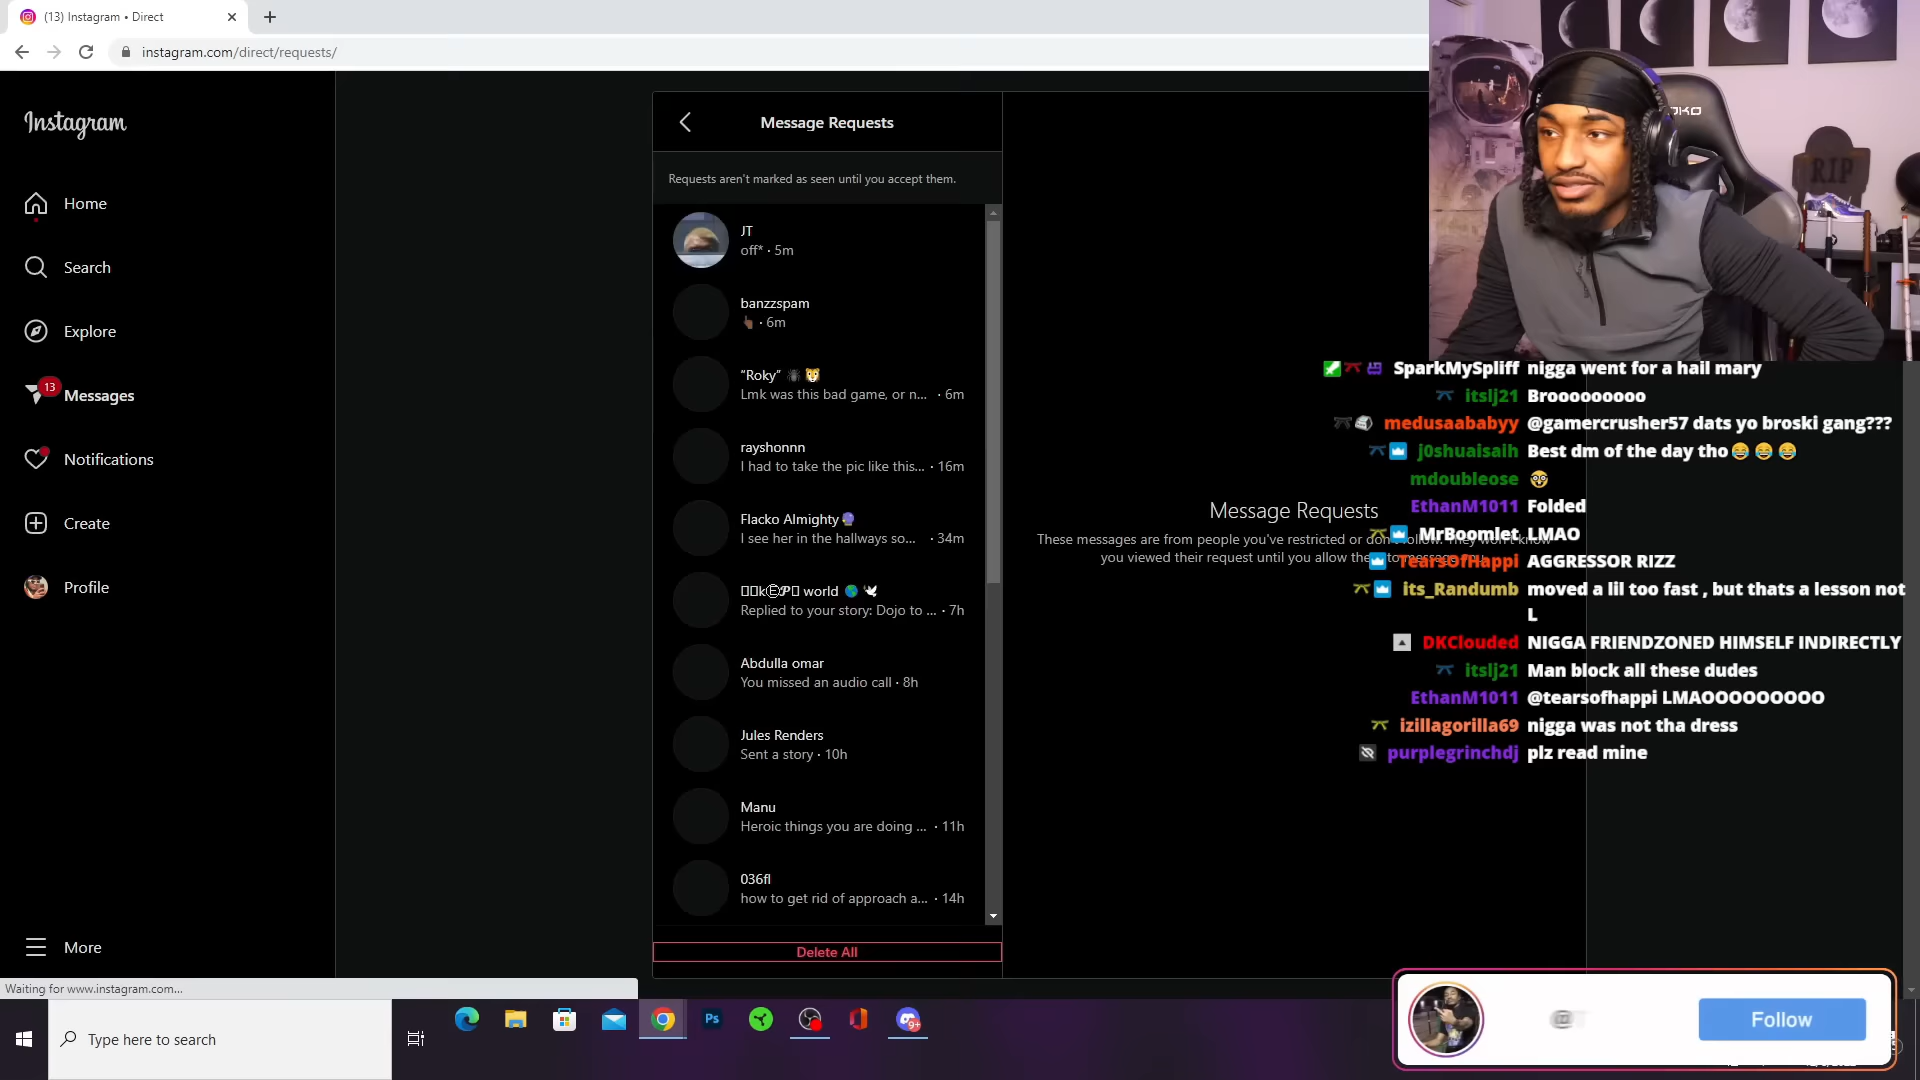 (13) Instagram • Direct
instagram.com/direct/requests/
Instagram
Home
Search
Explore
13
Messages
Notifications
Create
Profile
More
Waiting for www.instagram.com...
Type here to search
Message Requests
Requests aren't marked as seen until you accept them.
JT
off* · 5m
banzzspam
👆🏾 · 6m
"Roky" 🕷 🐯
Lmk was this bad game, or n... · 6m
rayshonnn
I had to take the pic like this... · 16m
Flacko Almighty🔮
I see her in the hallways so... · 34m
world 🌎 🕊
Replied to your story: Dojo to ... · 7h
Abdulla omar
You missed an audio call · 8h
Jules Renders
Sent a story · 10h
Manu
Heroic things you are doing ... · 11h
036fl
how to get rid of approach a... · 14h
Delete All
Message Requests
These messages are from people you've restricted or don't follow. They won't know
you viewed their request until you allow them to message you.
RIP
SparkMySpliff nigga went for a hail mary
itslj21 Brooooooooo
medusaababyy @gamercrusher57 dats yo broski gang???
j0shuaisaih Best dm of the day tho😂 😂 😂
mdoubleose 🤓
EthanM1011 Folded
MrBoomlet LMAO
TearsOfHappi AGGRESSOR RIZZ
its_Randumb moved a lil too fast , but thats a lesson not
L
DKClouded NIGGA FRIENDZONED HIMSELF INDIRECTLY
itslj21 Man block all these dudes
EthanM1011 @tearsofhappi LMAOOOOOOOOO
izillagorilla69 nigga was not tha dress
purplegrinchdj plz read mine
Ps
9+
Follow